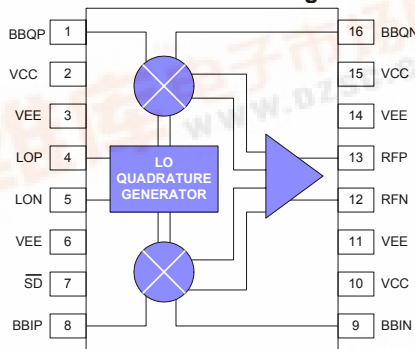 BBQP 1
16 BBQN
VCC 2
15 VCC
VEE 3
14 VEE
LOP 4
13 RFP
LON 5
12 RFN
VEE 6
11 VEE
SD 7
10 VCC
BBIP 8
9 BBIN
LO
QUADRATURE
GENERATOR